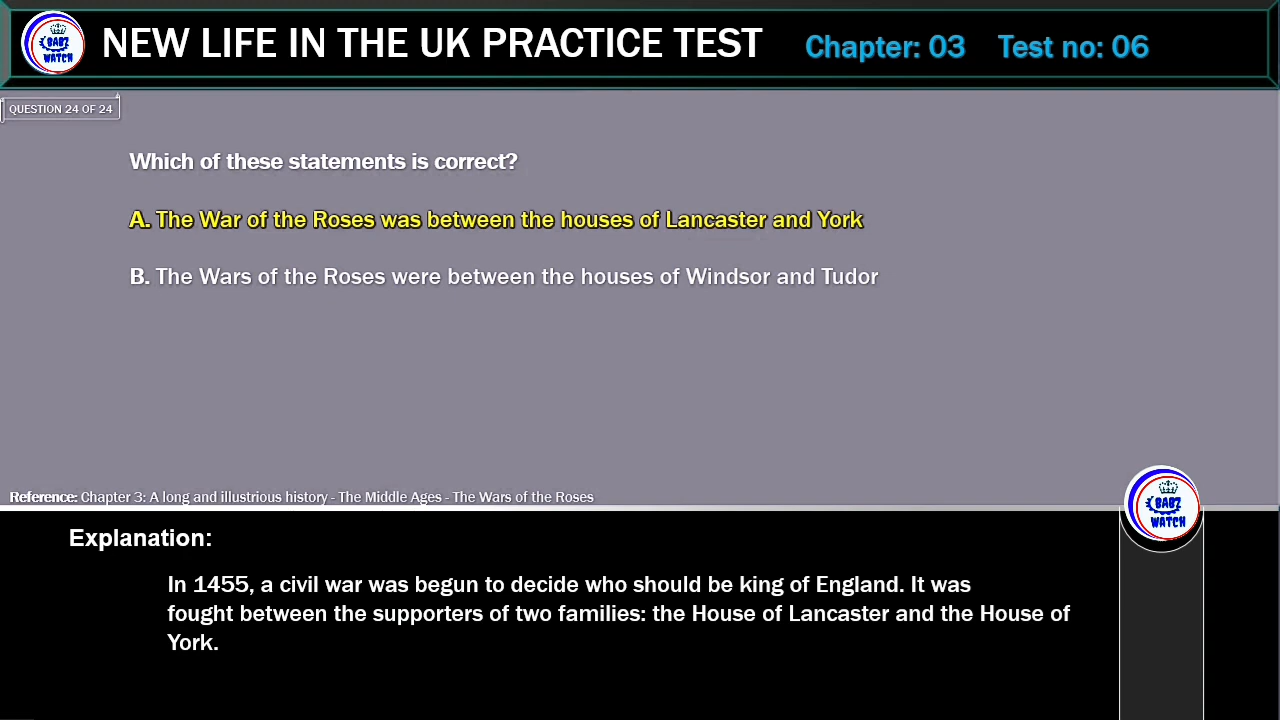 BABZ
WATCH
NEW LIFE IN THE UK PRACTICE TEST Chapter: 03 Test no: 06
QUESTION 24 OF 24
Which of these statements is correct?
A. The War of the Roses was between the houses of Lancaster and York
B. The Wars of the Roses were between the houses of Windsor and Tudor
Reference: Chapter 3: A long and illustrious history - The Middle Ages - The Wars of the Roses
BABZ
WATCH
Explanation:
In 1455, a civil war was begun to decide who should be king of England. It was
fought between the supporters of two families: the House of Lancaster and the House of
York.